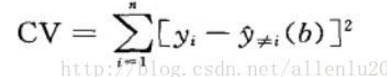 CV = \sum_{i=1}^{n} [y_i - \hat{y}_{\neq i}(b)]^2
http://blog.csdn.net/allenlu20